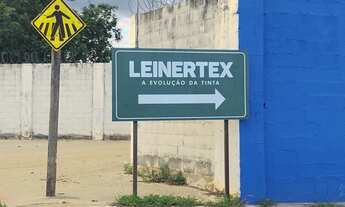 LEINERTEX
A EVOLUÇÃO DA TINTA